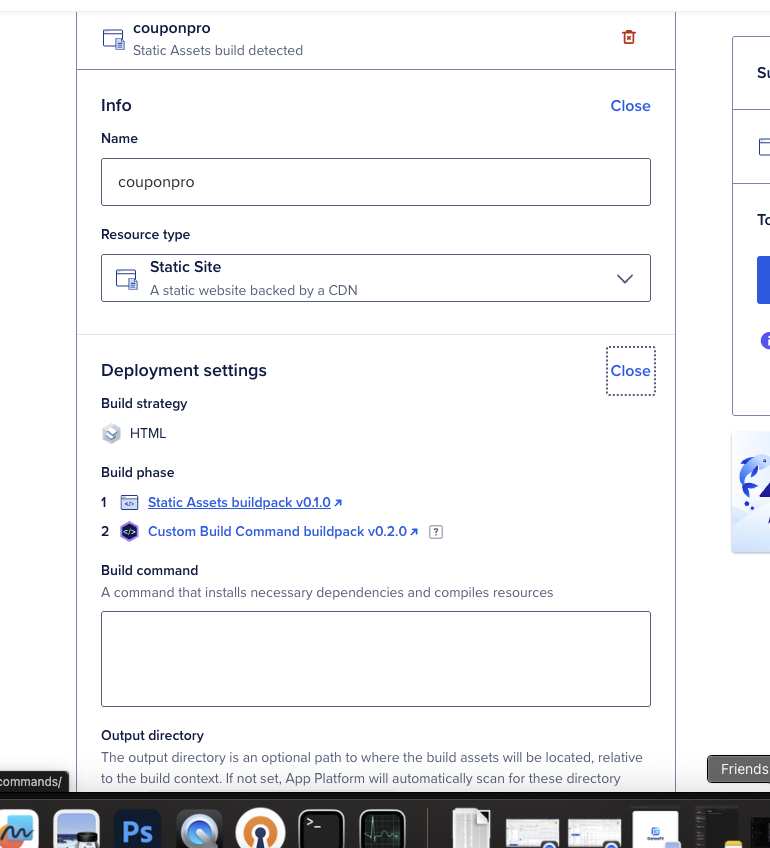 couponpro
Static Assets build detected
Info
Close
Name
couponpro
Resource type
Static Site
A static website backed by a CDN
Deployment settings
Close
Build strategy
HTML
Build phase
1 Static Assets buildpack v0.1.0
2 Custom Build Command buildpack v0.2.0 ?
Build command
A command that installs necessary dependencies and compiles resources
Output directory
The output directory is an optional path to where the build assets will be located, relative
to the build context. If not set, App Platform will automatically scan for these directory
commands/
Friends
Ps
>_